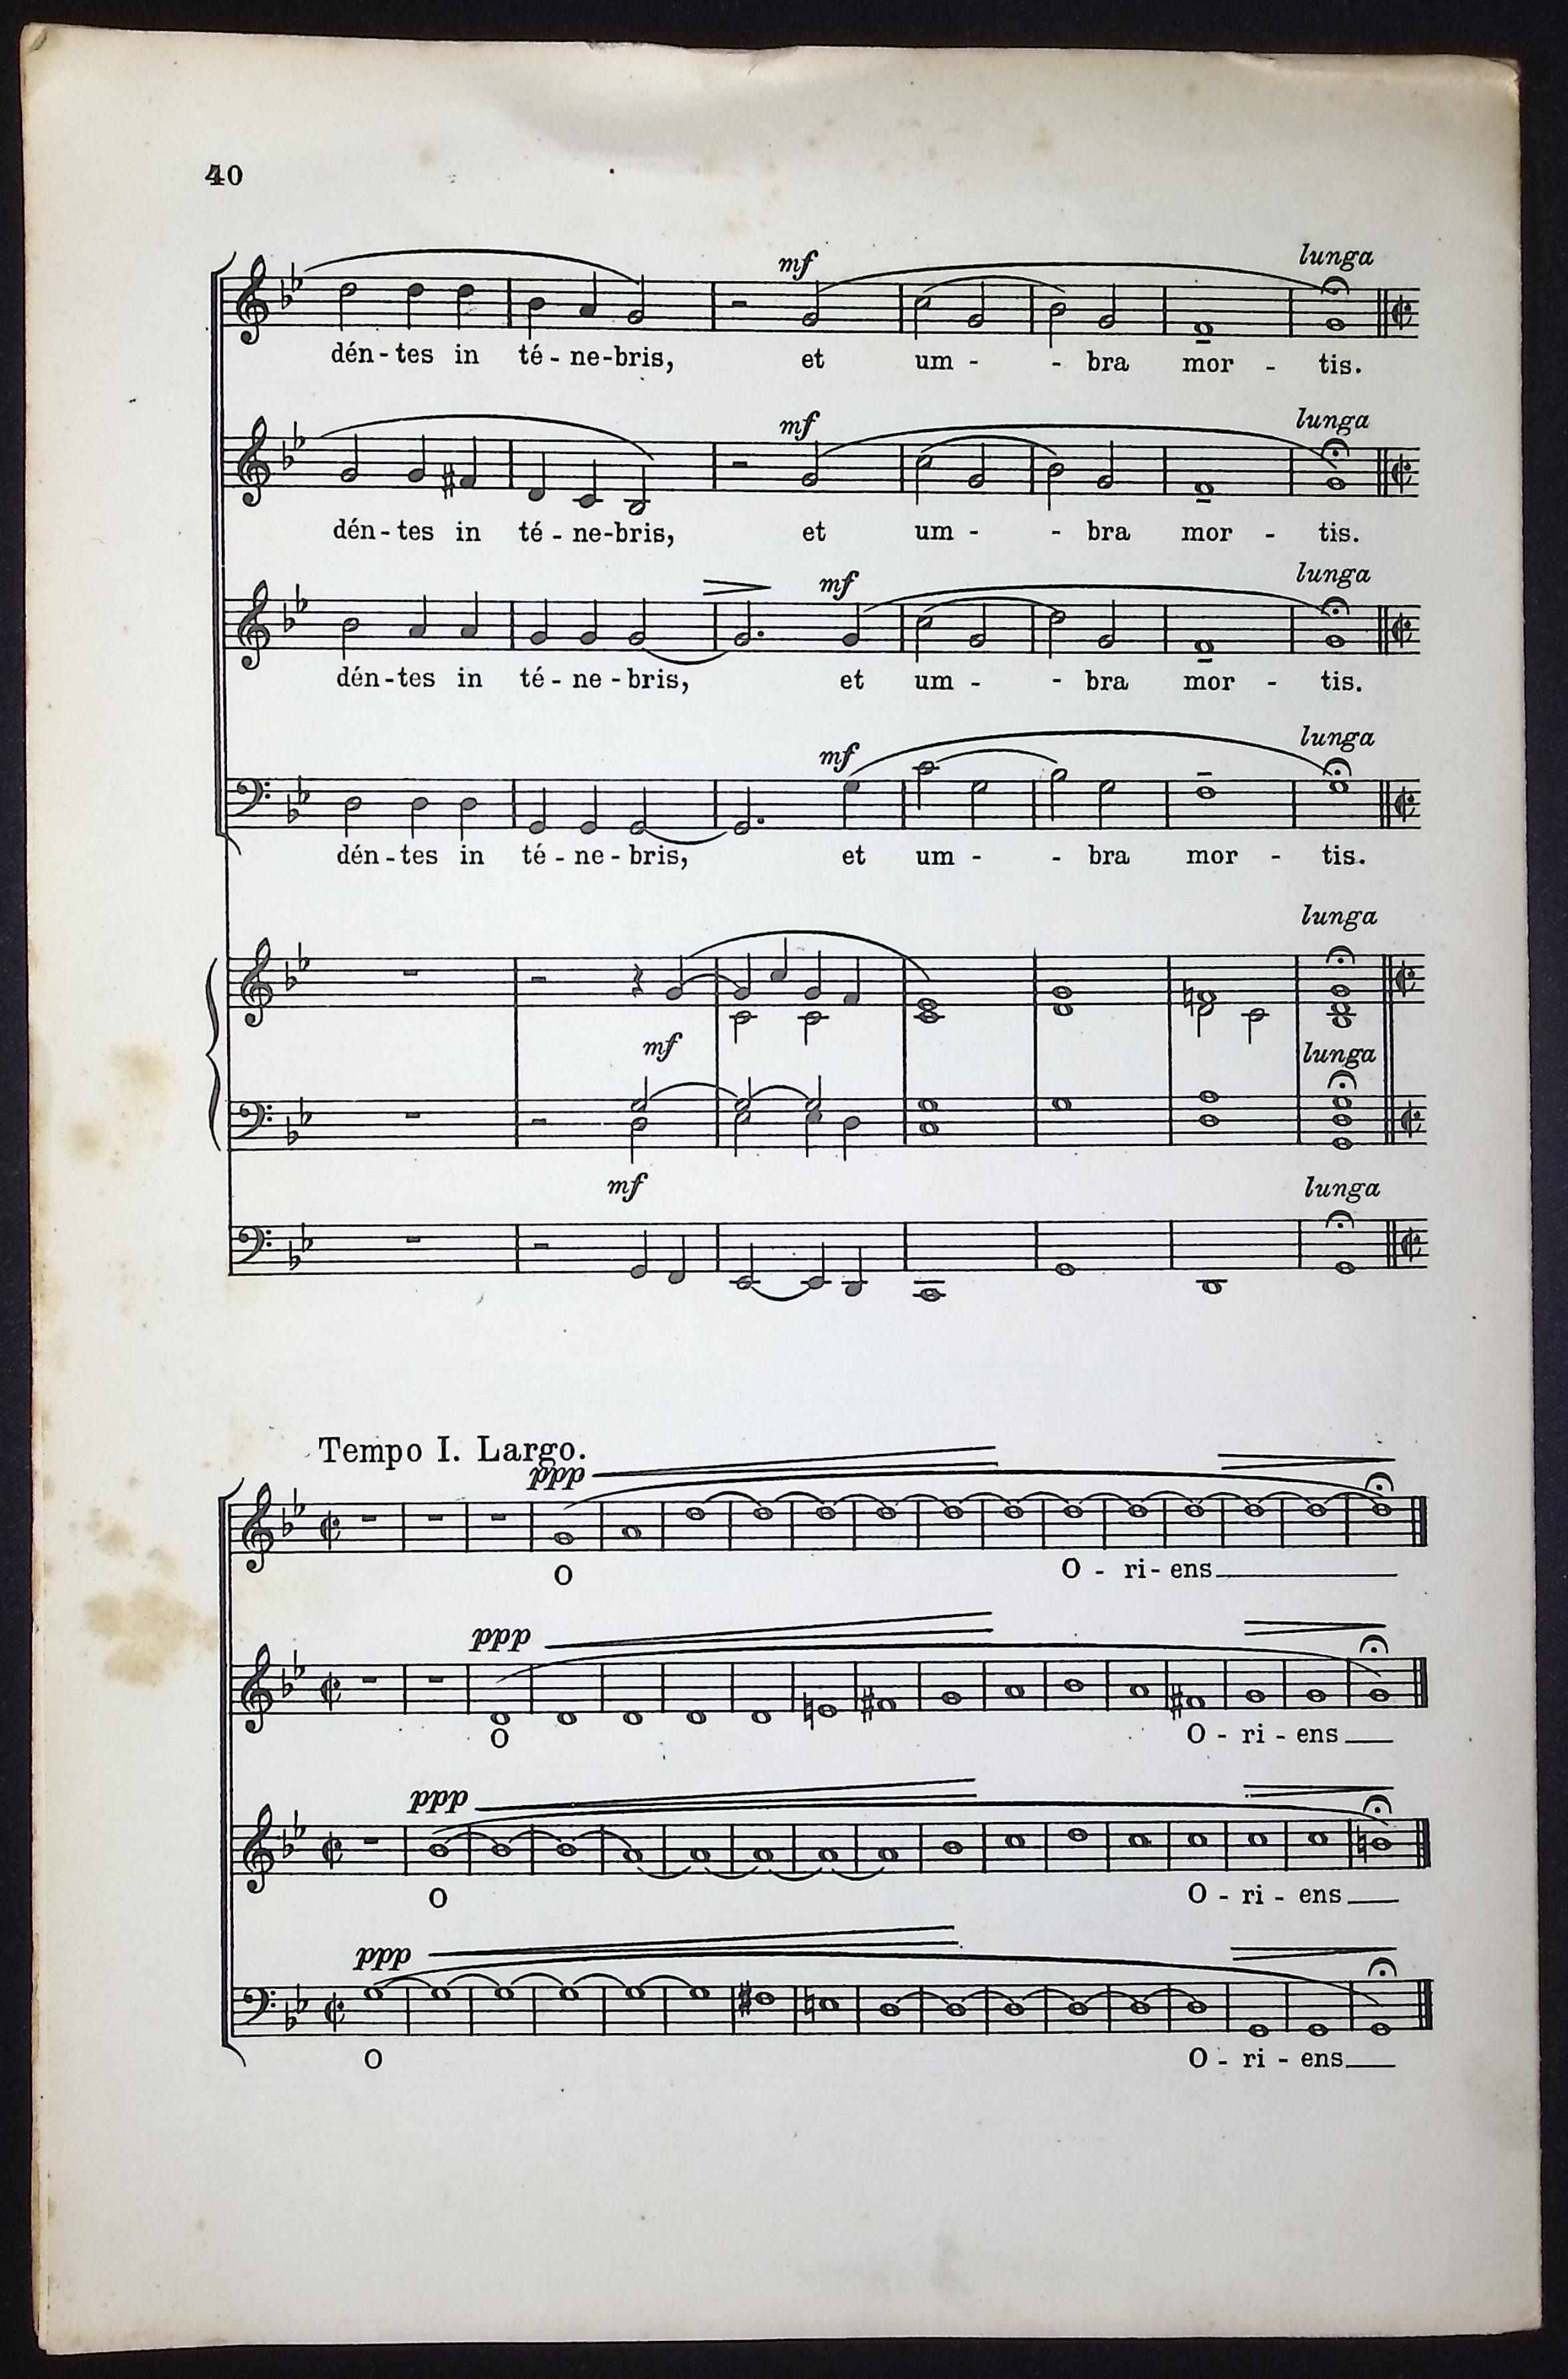 40
mf lunga
dén-tes in té-ne-bris, et um - - bra mor - tis.
mf lunga
dén-tes in té-ne-bris, et um - - bra mor - tis.
mf lunga
dén-tes in té-ne-bris, et um - - bra mor - tis.
mf lunga
dén-tes in té-ne-bris, et um - - bra mor - tis.
lunga
mf lunga
mf lunga
Tempo I. Largo.
ppp
O O - ri - ens
ppp
O O - ri - ens
ppp
O O - ri - ens
ppp
O O - ri - ens